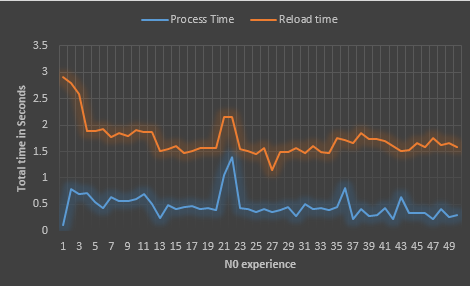 Process Time Reload time
3.5
3
2.5
2
1.5
1
0.5
0
Total time in Seconds
1 3 5 7 9 11 13 15 17 19 21 23 25 27 29 31 33 35 37 39 41 43 45 47 49
N0 experience